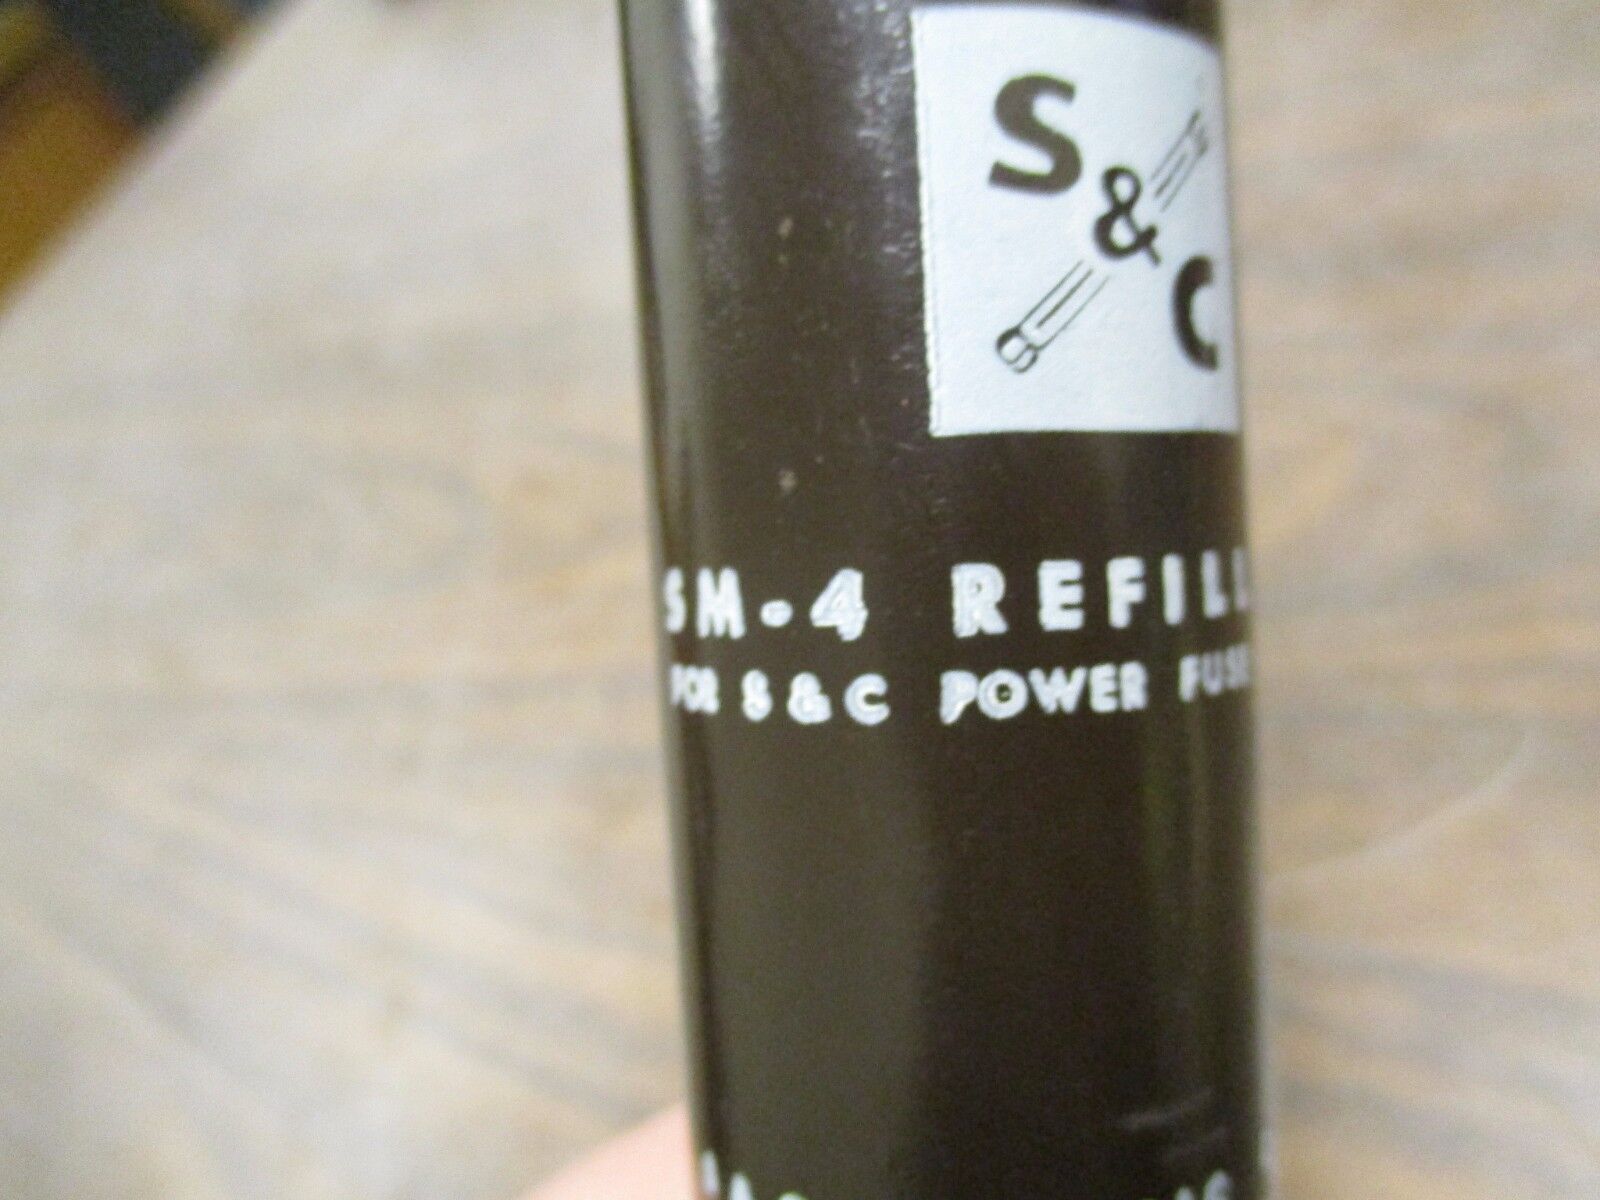 S & C
SM-4 REFILL
FOR S & C POWER FUSE